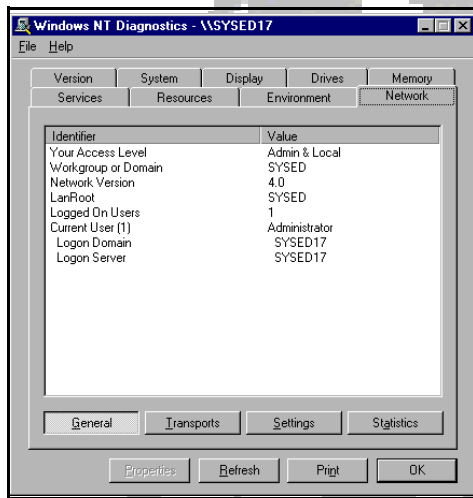 Windows NT Diagnostics - \\SYSED17
File Help
Version System Display Drives Memory
Services Resources Environment Network
Identifier Value
Your Access Level Admin & Local
Workgroup or Domain SYSED
Network Version 4.0
LanRoot SYSED
Logged On Users 1
Current User (1) Administrator
Logon Domain SYSED17
Logon Server SYSED17
General Transports Settings Statistics
Properties Refresh Print OK